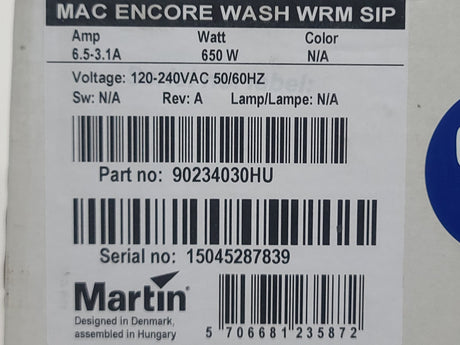 MAC ENCORE WASH WRM SIP
Amp Watt Color
6.5-3.1A 650 W N/A
Voltage: 120-240VAC 50/60HZ
Sw: N/A Rev: A Lamp/Lampe: N/A
Part no: 90234030HU
Serial no: 15045287839
Martin®
Designed in Denmark,
assembled in Hungary
5 706681 235872